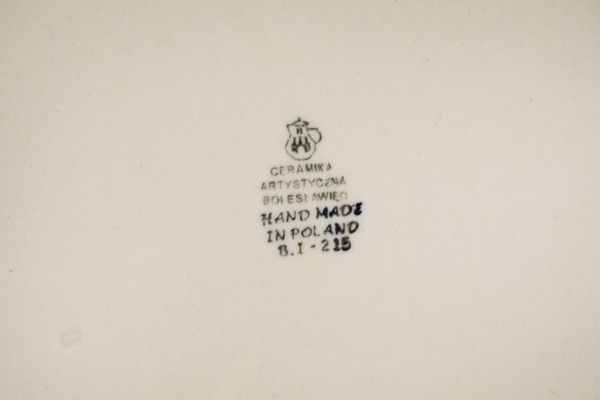 B
CERAMIKA
ARTYSTYCZNA
BOLESŁAWIEC
HAND MADE
IN POLAND
B.I-215